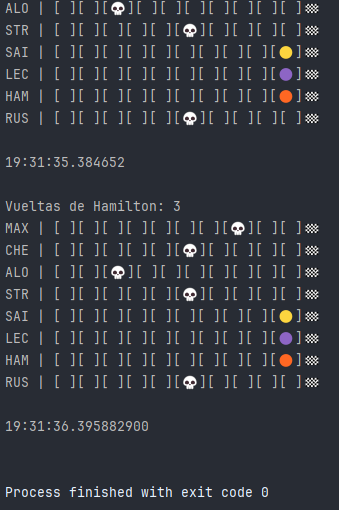 ALO | [ ][ ][💀][ ][ ][ ][ ][ ][ ][ ]🏁
STR | [ ][ ][ ][ ][ ][💀][ ][ ][ ][ ]🏁
SAI | [ ][ ][ ][ ][ ][ ][ ][ ][ ][🟡]🏁
LEC | [ ][ ][ ][ ][ ][ ][ ][ ][ ][🟣]🏁
HAM | [ ][ ][ ][ ][ ][ ][ ][ ][ ][🟠]🏁
RUS | [ ][ ][ ][ ][ ][💀][ ][ ][ ][ ]🏁
19:31:35.384652
Vueltas de Hamilton: 3
MAX | [ ][ ][ ][ ][ ][ ][ ][💀][ ][ ]🏁
CHE | [ ][ ][ ][ ][ ][💀][ ][ ][ ][ ]🏁
ALO | [ ][ ][💀][ ][ ][ ][ ][ ][ ][ ]🏁
STR | [ ][ ][ ][ ][ ][💀][ ][ ][ ][ ]🏁
SAI | [ ][ ][ ][ ][ ][ ][ ][ ][ ][🟡]🏁
LEC | [ ][ ][ ][ ][ ][ ][ ][ ][ ][🟣]🏁
HAM | [ ][ ][ ][ ][ ][ ][ ][ ][ ][🟠]🏁
RUS | [ ][ ][ ][ ][ ][💀][ ][ ][ ][ ]🏁
19:31:36.395882900
Process finished with exit code 0